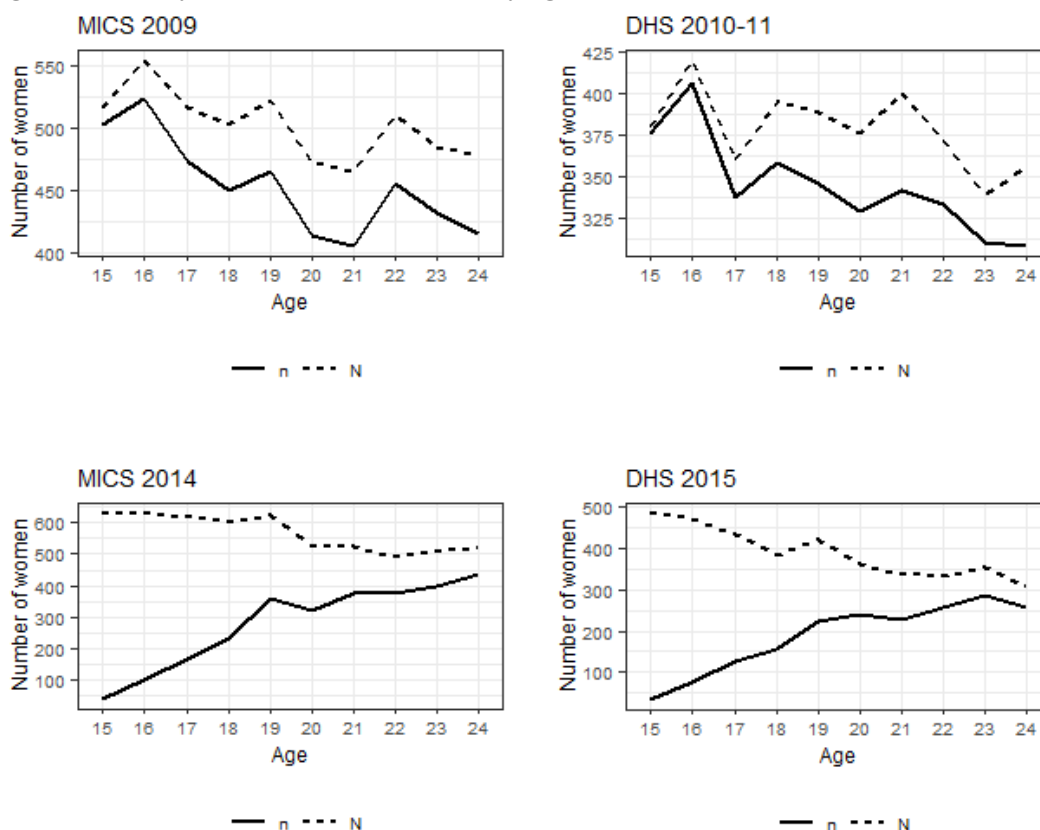 MICS 2009
Number of women
550
500
450
400
15 16 17 18 19 20 21 22 23 24
Age
n N
DHS 2010-11
Number of women
425
400
375
350
325
15 16 17 18 19 20 21 22 23 24
Age
n N
MICS 2014
Number of women
600
500
400
300
200
100
15 16 17 18 19 20 21 22 23 24
Age
n N
DHS 2015
Number of women
500
400
300
200
100
15 16 17 18 19 20 21 22 23 24
Age
n N